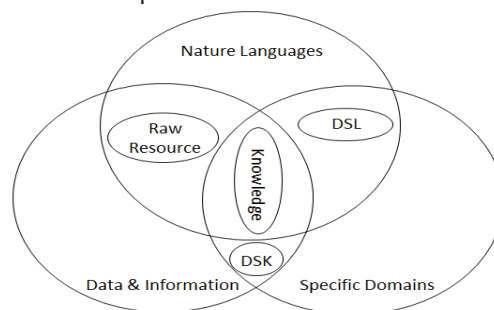 Nature Languages
Raw
Resource
DSL
Knowledge
DSK
Data & Information
Specific Domains